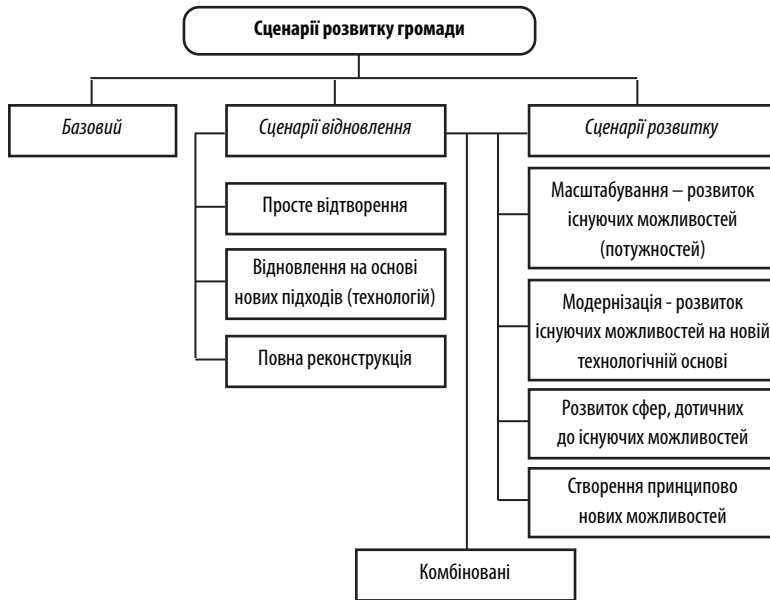 Сценарії розвитку громади
Базовий
Сценарії відновлення
Сценарії розвитку
Просте відтворення
Відновлення на основі
нових підходів (технологій)
Повна реконструкція
Масштабування – розвиток
існуючих можливостей
(потужностей)
Модернізація - розвиток
існуючих можливостей на новій
технологічній основі
Розвиток сфер, дотичних
до існуючих можливостей
Створення принципово
нових можливостей
Комбіновані